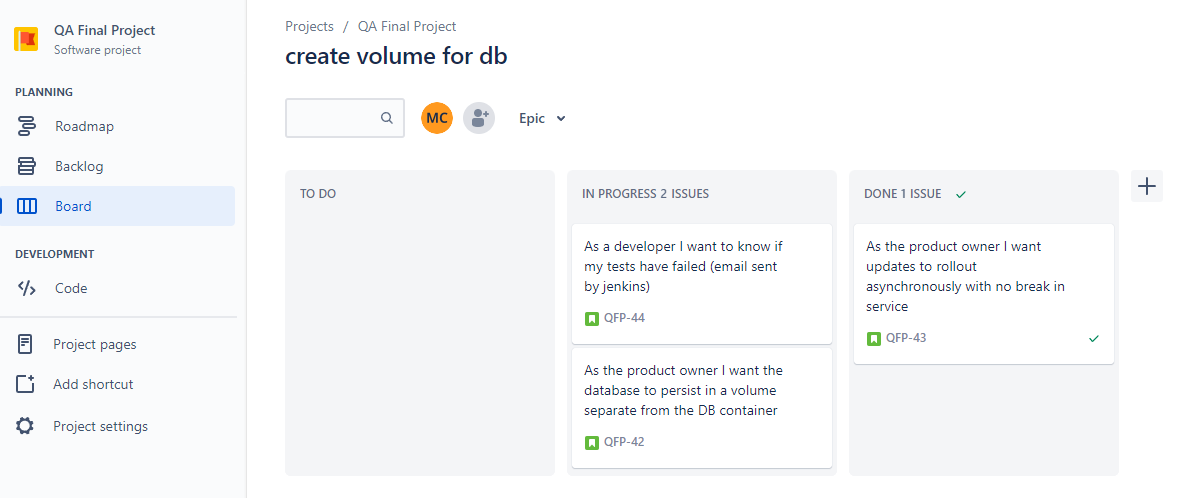 QA Final Project
Software project
PLANNING
Roadmap
Backlog
Board
DEVELOPMENT
Code
Project pages
Add shortcut
Project settings
Projects / QA Final Project
create volume for db
MC
Epic
TO DO
IN PROGRESS 2 ISSUES
As a developer I want to know if
my tests have failed (email sent
by jenkins)
QFP-44
As the product owner I want the
database to persist in a volume
separate from the DB container
QFP-42
DONE 1 ISSUE
As the product owner I want
updates to rollout
asynchronously with no break in
service
QFP-43